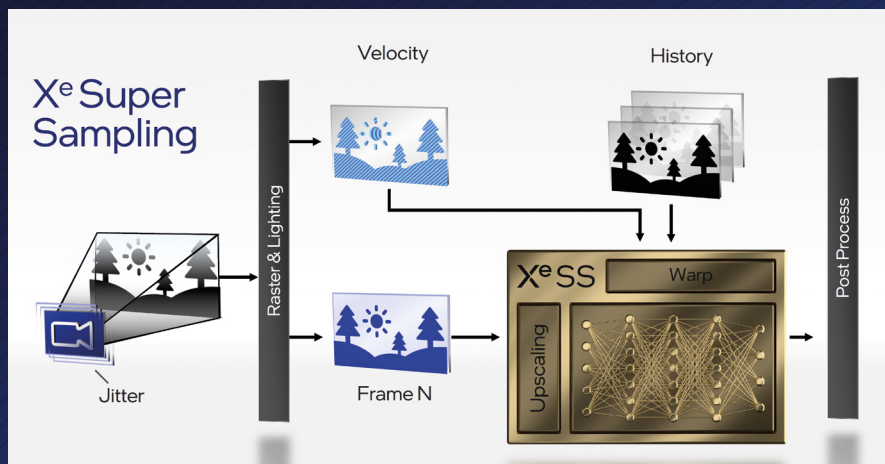 Velocity
History
Xᵉ Super
Sampling
Raster & Lighting
Post Process
XᵉSS
Warp
Upscaling
Jitter
Frame N